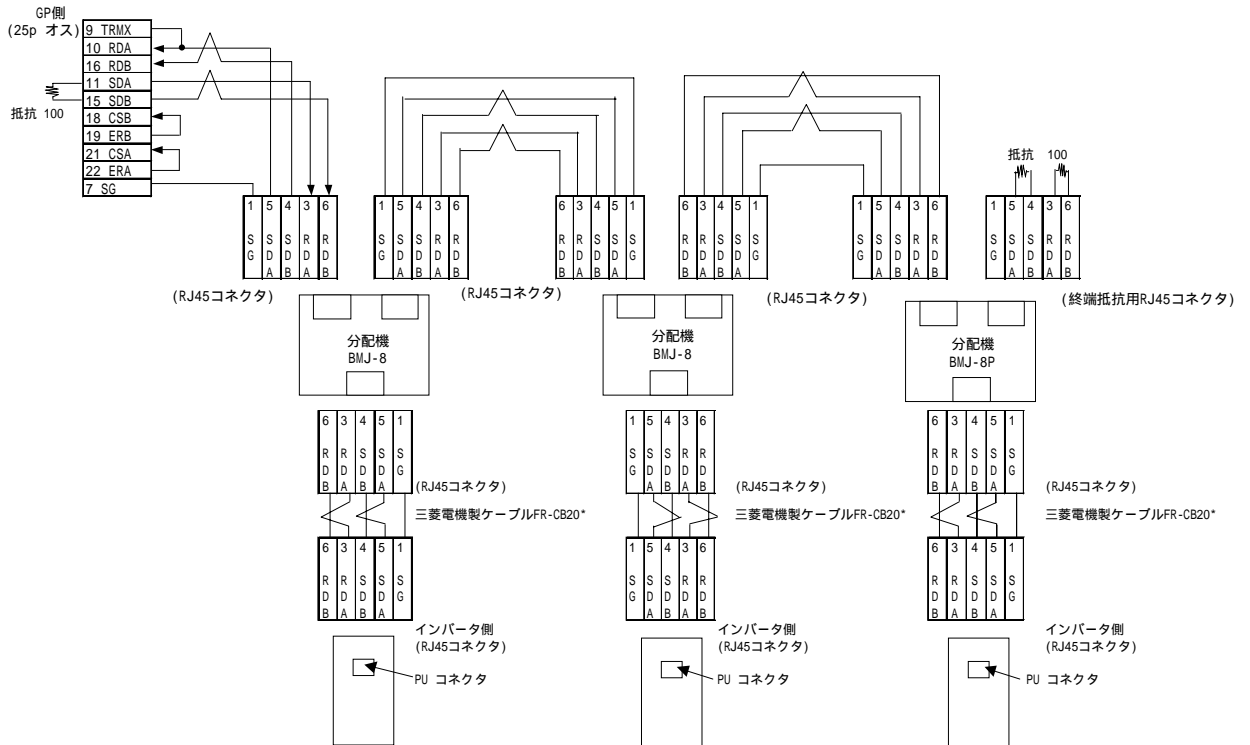 GP側
(25p オス)
9 TRMX
10 RDA
16 RDB
11 SDA
15 SDB
18 CSB
19 ERB
21 CSA
22 ERA
7 SG
抵抗 100
抵抗 100
1 SG
5 SDA
4 SDB
3 RDA
6 RDB
1 SG
5 SDA
4 SDB
3 RDA
6 RDB
6 RDB
3 RDA
4 SDB
5 SDA
1 SG
6 RDB
3 RDA
4 SDB
5 SDA
1 SG
1 SG
5 SDA
4 SDB
3 RDA
6 RDB
1 SG
5 SDA
4 SDB
3 RDA
6 RDB
(RJ45コネクタ)
(RJ45コネクタ)
(RJ45コネクタ)
(終端抵抗用RJ45コネクタ)
分配機
BMJ-8
分配機
BMJ-8
分配機
BMJ-8P
6 RDB
3 RDA
4 SDB
5 SDA
1 SG
1 SG
5 SDA
4 SDB
3 RDA
6 RDB
6 RDB
3 RDA
4 SDB
5 SDA
1 SG
(RJ45コネクタ)
(RJ45コネクタ)
(RJ45コネクタ)
三菱電機製ケーブルFR-CB20*
三菱電機製ケーブルFR-CB20*
三菱電機製ケーブルFR-CB20*
6 RDB
3 RDA
4 SDB
5 SDA
1 SG
1 SG
5 SDA
4 SDB
3 RDA
6 RDB
6 RDB
3 RDA
4 SDB
5 SDA
1 SG
インバータ側
(RJ45コネクタ)
インバータ側
(RJ45コネクタ)
インバータ側
(RJ45コネクタ)
PU コネクタ
PU コネクタ
PU コネクタ